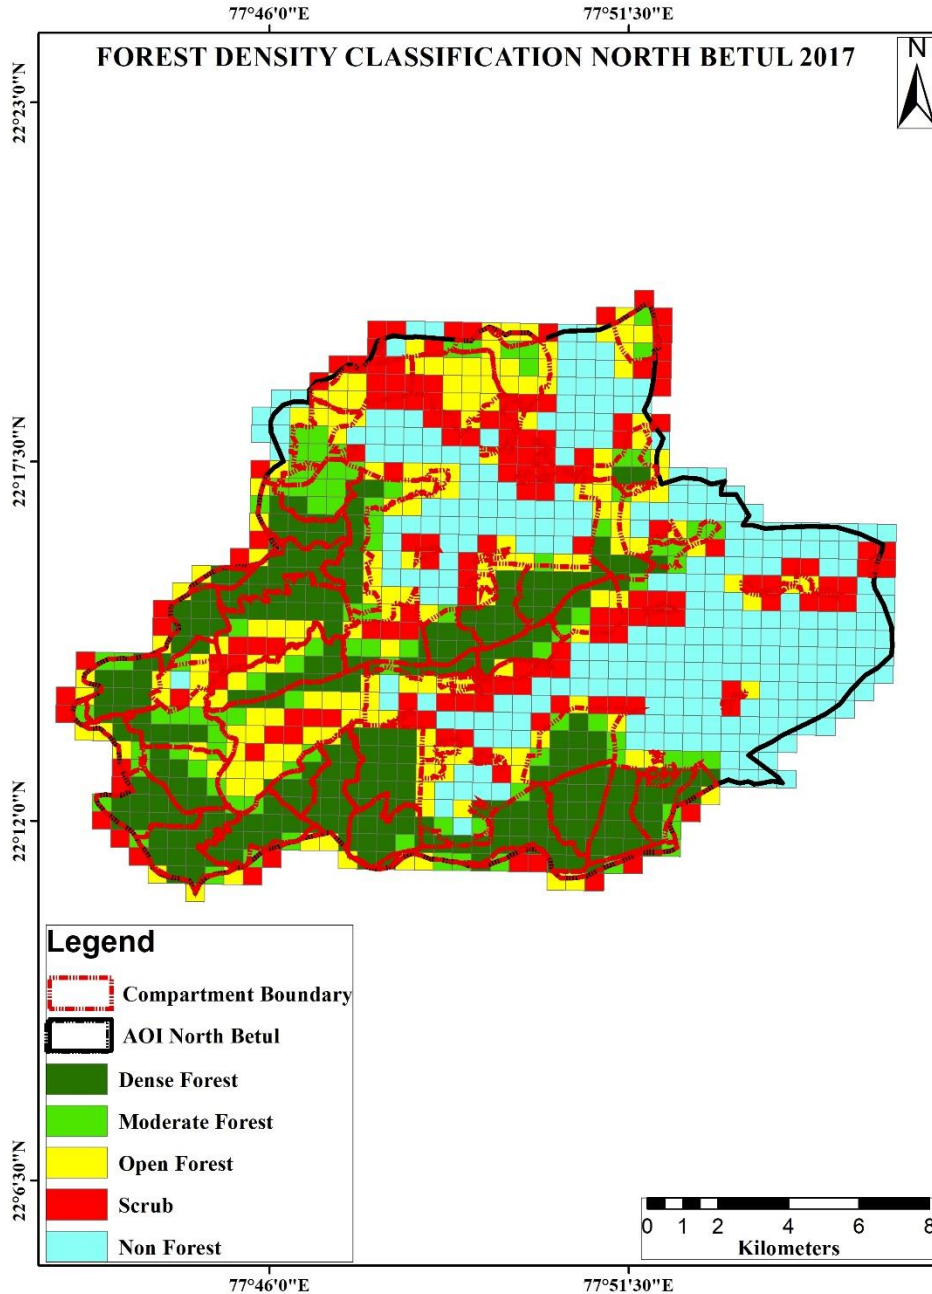 77°46'0"E
77°51'30"E
FOREST DENSITY CLASSIFICATION NORTH BETUL 2017
N
22°23'0"N
22°17'30"N
22°12'0"N
22°6'30"N
Legend
Compartment Boundary
AOI North Betul
Dense Forest
Moderate Forest
Open Forest
Scrub
Non Forest
0 1 2 4 6 8
Kilometers
77°46'0"E
77°51'30"E